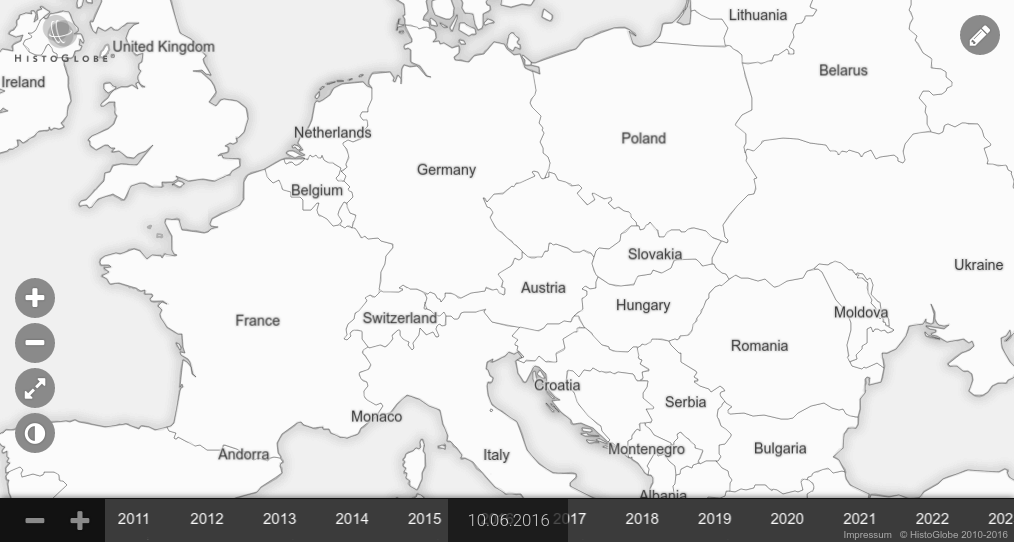 Lithuania
United Kingdom
HISTOGLOBE®
Belarus
Ireland
Netherlands
Poland
Germany
Belgium
Slovakia
Ukraine
Austria
Hungary
Moldova
Switzerland
France
Romania
Croatia
Serbia
Monaco
Montenegro
Bulgaria
Andorra
Italy
Albania
2011 2012 2013 2014 2015 10.06.2016 2017 2018 2019 2020 2021 2022
Impressum © HistoGlobe 2010-2016